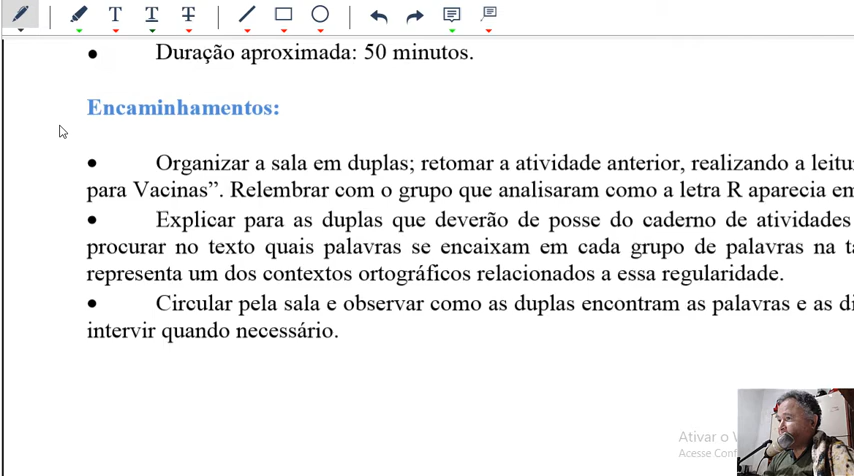 T T T
• Duração aproximada: 50 minutos.
Encaminhamentos:
• Organizar a sala em duplas; retomar a atividade anterior, realizando a
para Vacinas”. Relembrar com o grupo que analisaram como a letra R aparecia
• Explicar para as duplas que deverão de posse do caderno de atividades
procurar no texto quais palavras se encaixam em cada grupo de palavras na
representa um dos contextos ortográficos relacionados a essa regularidade.
• Circular pela sala e observar como as duplas encontram as palavras e as
intervir quando necessário.
Ativar o
Acesse